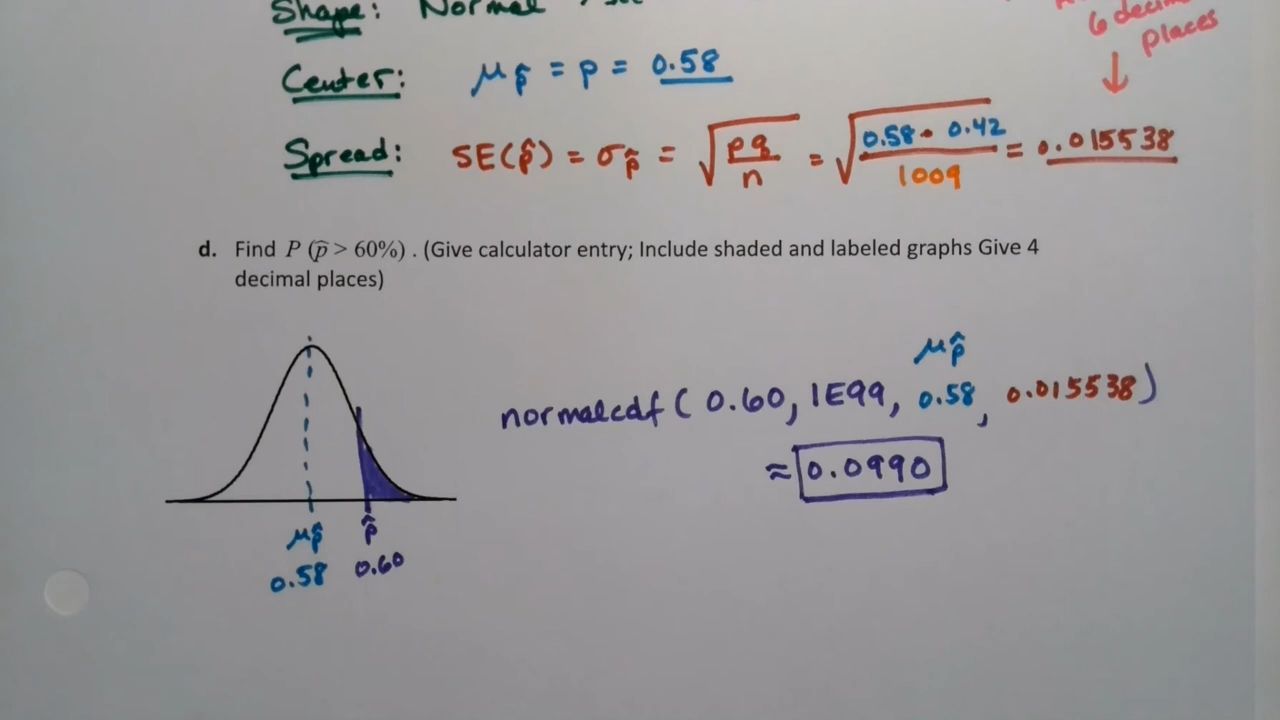 Shape: Normal
6 decimal
places
Center: μp̂ = p = 0.58
Spread: SE(p̂) = σp̂ = √(pq/n) = √(0.58 · 0.42/1009) = 0.015538
d. Find P (p̂ > 60%) . (Give calculator entry; Include shaded and labeled graphs Give 4
decimal places)
μp̂
normalcdf ( 0.60, 1E99, 0.58, 0.015538)
≈ 0.0990
μp̂ p̂
0.58 0.60